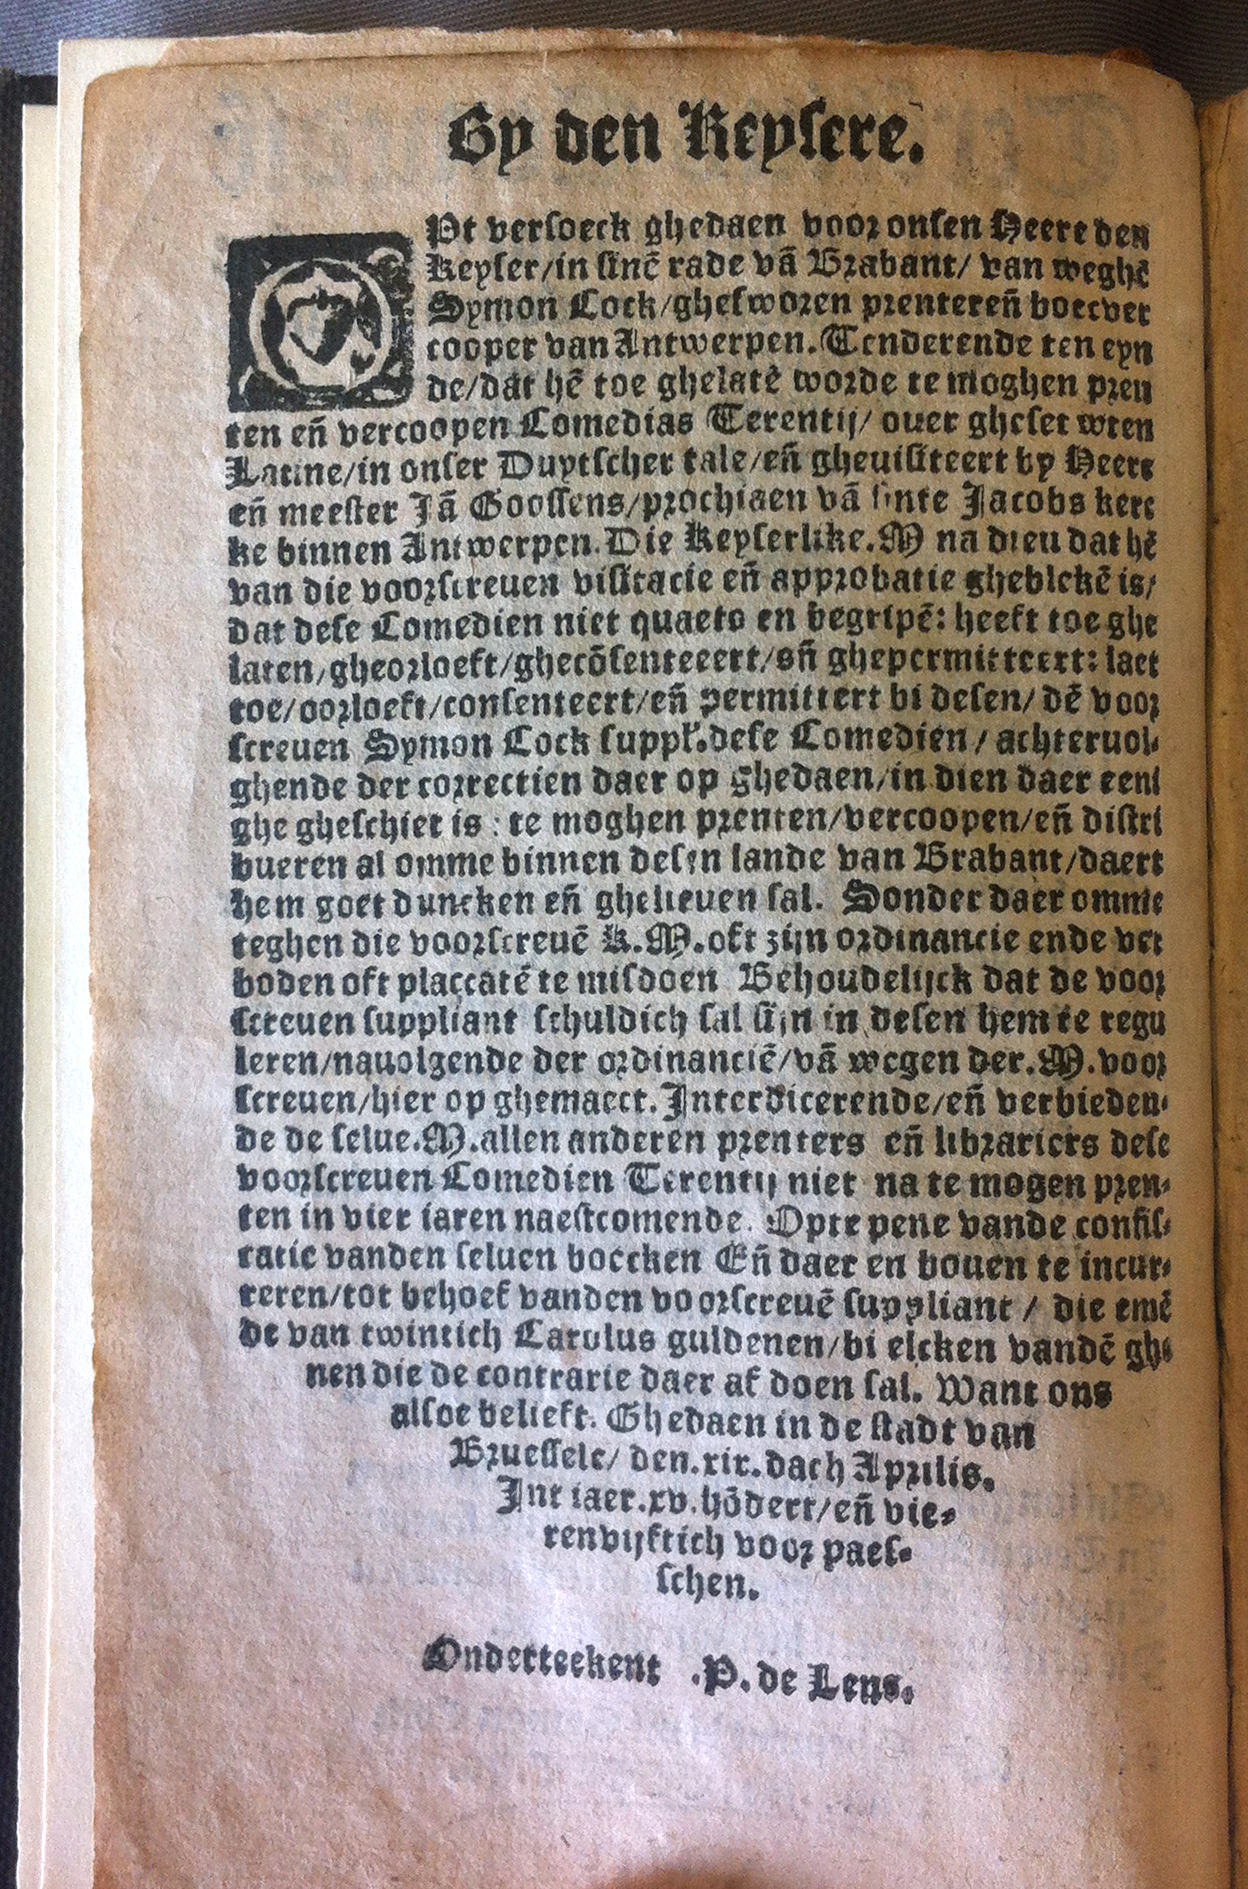 By den Keysere.
OPt versoeck ghedaen voor onsen Heere den
Keyser/in sinē rade vā Brabant/ van weghē
Symon Cock/ghesworen prenter eñ boecver
cooper van Antwerpen. Tenderende ten eyn
de/dat hē toe ghelatē worde te moghen pren
ten eñ vercoopen Comedias Terentij/ ouer gheset wten
Latine/in onser Duytscher tale/eñ gheuisiteert by Heere
eñ meester Jā Goossens/prochiaen vā sinte Jacobs kerc
ke binnen Antwerpen. Die Keyserlike.M na dien dat hē
van die voorscreuen visitacie eñ approbatie ghebleckē is/
dat dese Comedien niet quaets en begripē: heeft toe ghe
laten/gheorloeft/ghecōsenteeert/eñ ghepermitteert: laet
toe/oorloeft/consenteert/eñ permittert bi desen/ dē voor
screuen Symon Cock suppl'.dese Comedien/ achteruol-
ghende der correctien daer op ghedaen/in dien daer eeni
ghe gheschiet is : te moghen prenten/vercoopen/eñ distri
bueren al omme binnen desen lande van Brabant/daert
hem goet duncken eñ ghelieuen sal. Sonder daer omme
teghen die voorscreuē K.M.oft zijn ordinancie ende ver
boden oft placcatē te misdoen Behoudelijck dat de voor
screuen suppliant schuldich sal sijn in desen hem te regu
leren/nauolgende der ordinanciē/vā wegen der.M.voor
screuen/hier op ghemaect. Interdicerende/eñ verbieden-
de de selue.M.allen anderen prenters eñ librariers dese
voorscreuen Comedien Terentij niet na te mogen pren-
ten in vier iaren naestcomende. Opte pene vande confis-
catie vanden seluen boecken Eñ daer en bouen te incur-
reren/tot behoef vanden voorscreuē suppliant / die emē
de van twintich Carolus guldenen/bi elcken vandē ghe
nen die de contrarie daer af doen sal. Want ons
alsoe belieft. Ghedaen in de stadt van
Bruessele/ den.xix.dach Aprilis.
Int iaer.xv.hōdert/eñ vie-
renvijftich voor paes-
schen.
Onderteekent .P.de Lens.